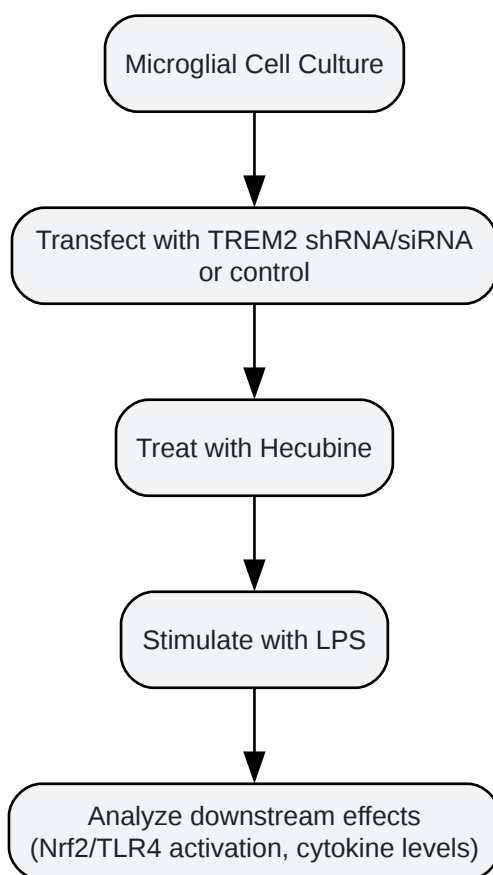 Microglial Cell Culture
Transfect with TREM2 shRNA/siRNA
or control
Treat with Hecubine
Stimulate with LPS
Analyze downstream effects
(Nrf2/TLR4 activation, cytokine levels)